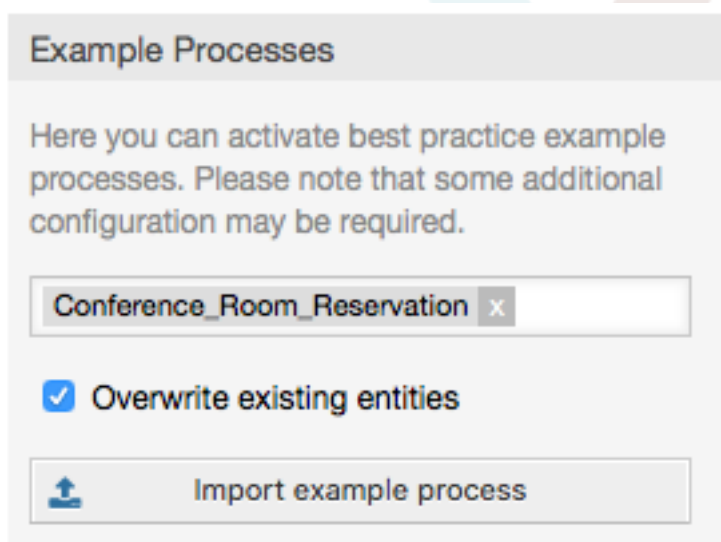 Example Processes
Here you can activate best practice example
processes. Please note that some additional
configuration may be required.
Conference_Room_Reservation x
Overwrite existing entities
Import example process